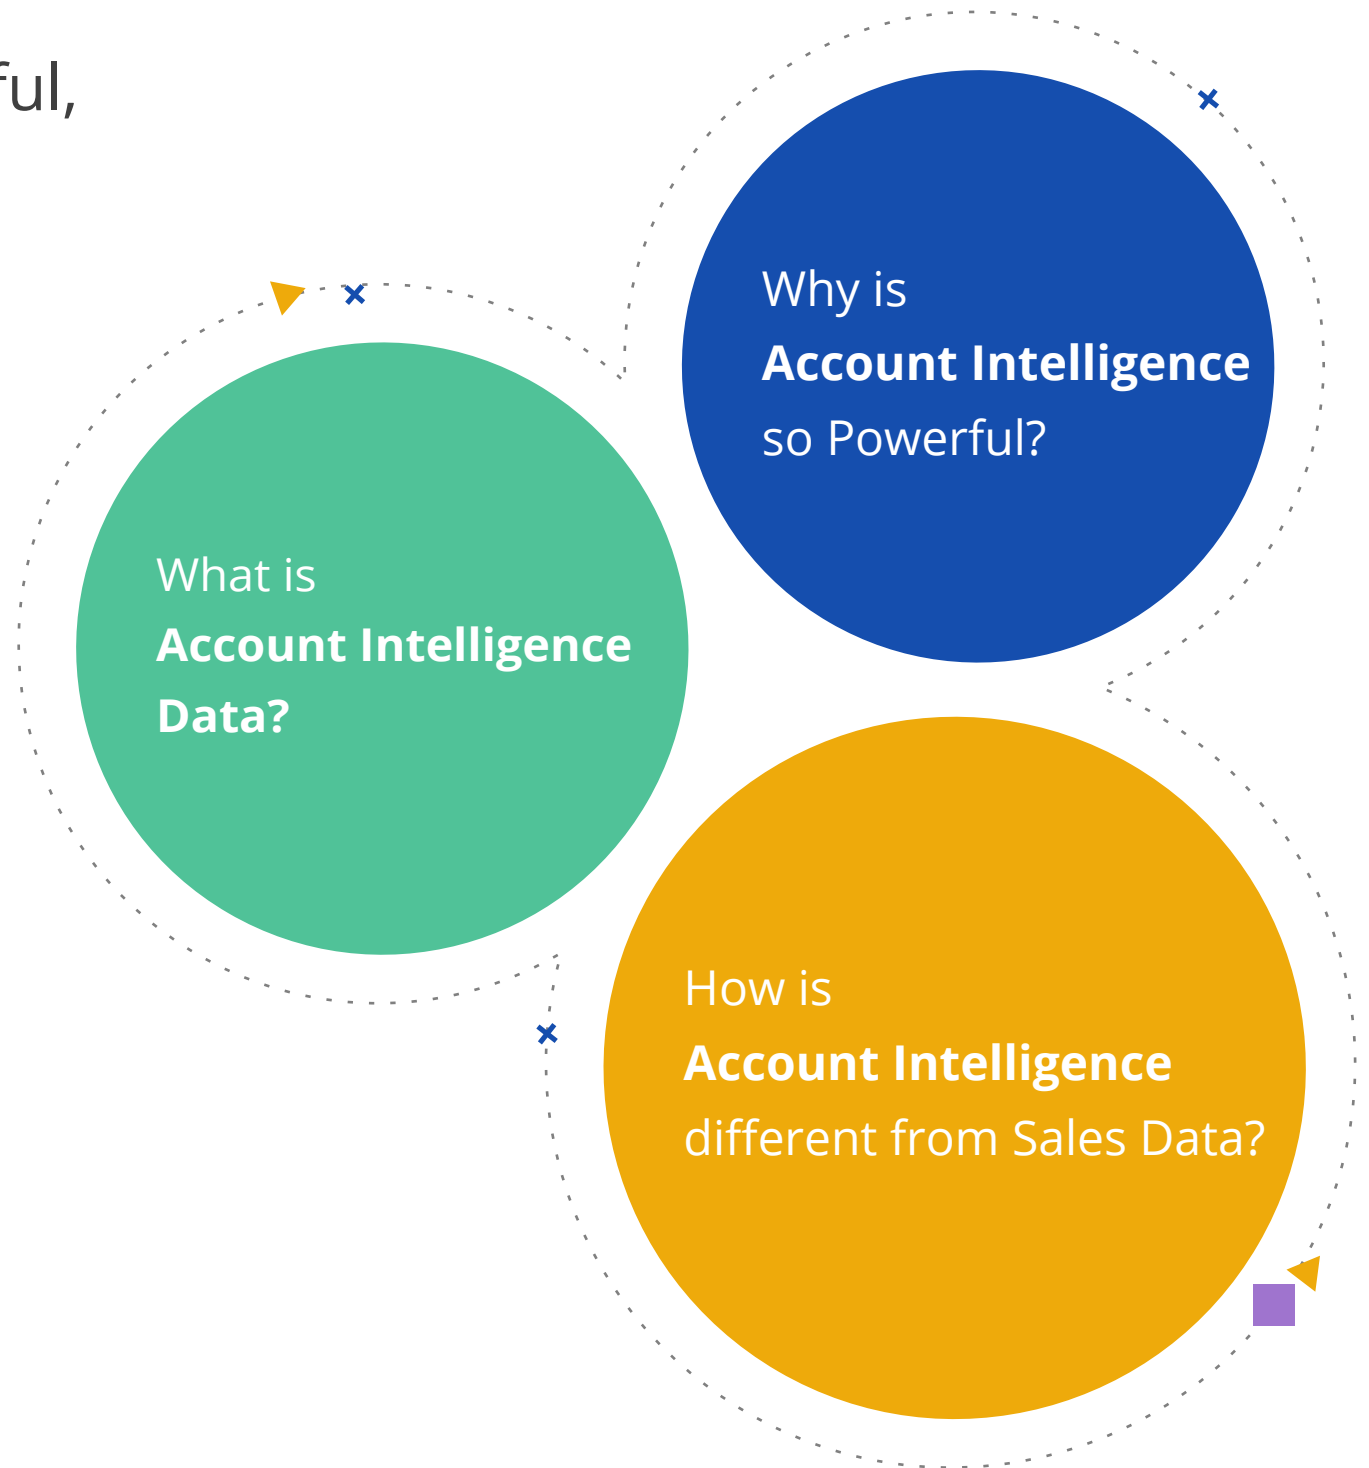 Why is
Account Intelligence
so Powerful?
What is
Account Intelligence
Data?
How is
Account Intelligence
different from Sales Data?